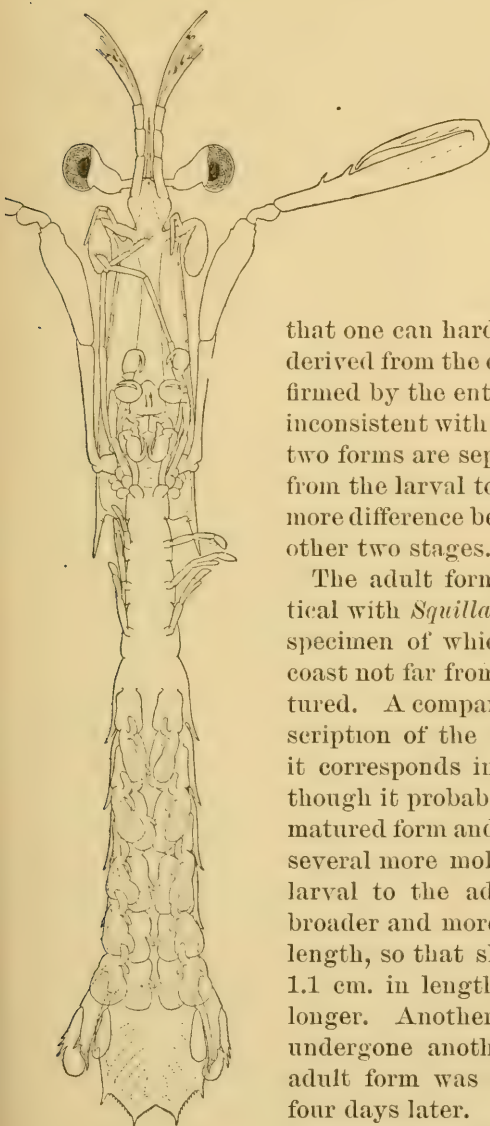 that one can hard
derived from the e
firmed by the ent
inconsistent with
two forms are sep
from the larval to
more difference be
other two stages.
The adult form
tical with Squilla
specimen of whic
coast not far from
tured. A compar
scription of the
it corresponds in
though it probab
matured form and
several more mol
larval to the ad
broader and more
length, so that sl
1.1 cm. in length
longer. Another
undergone anoth
adult form was
four days later.